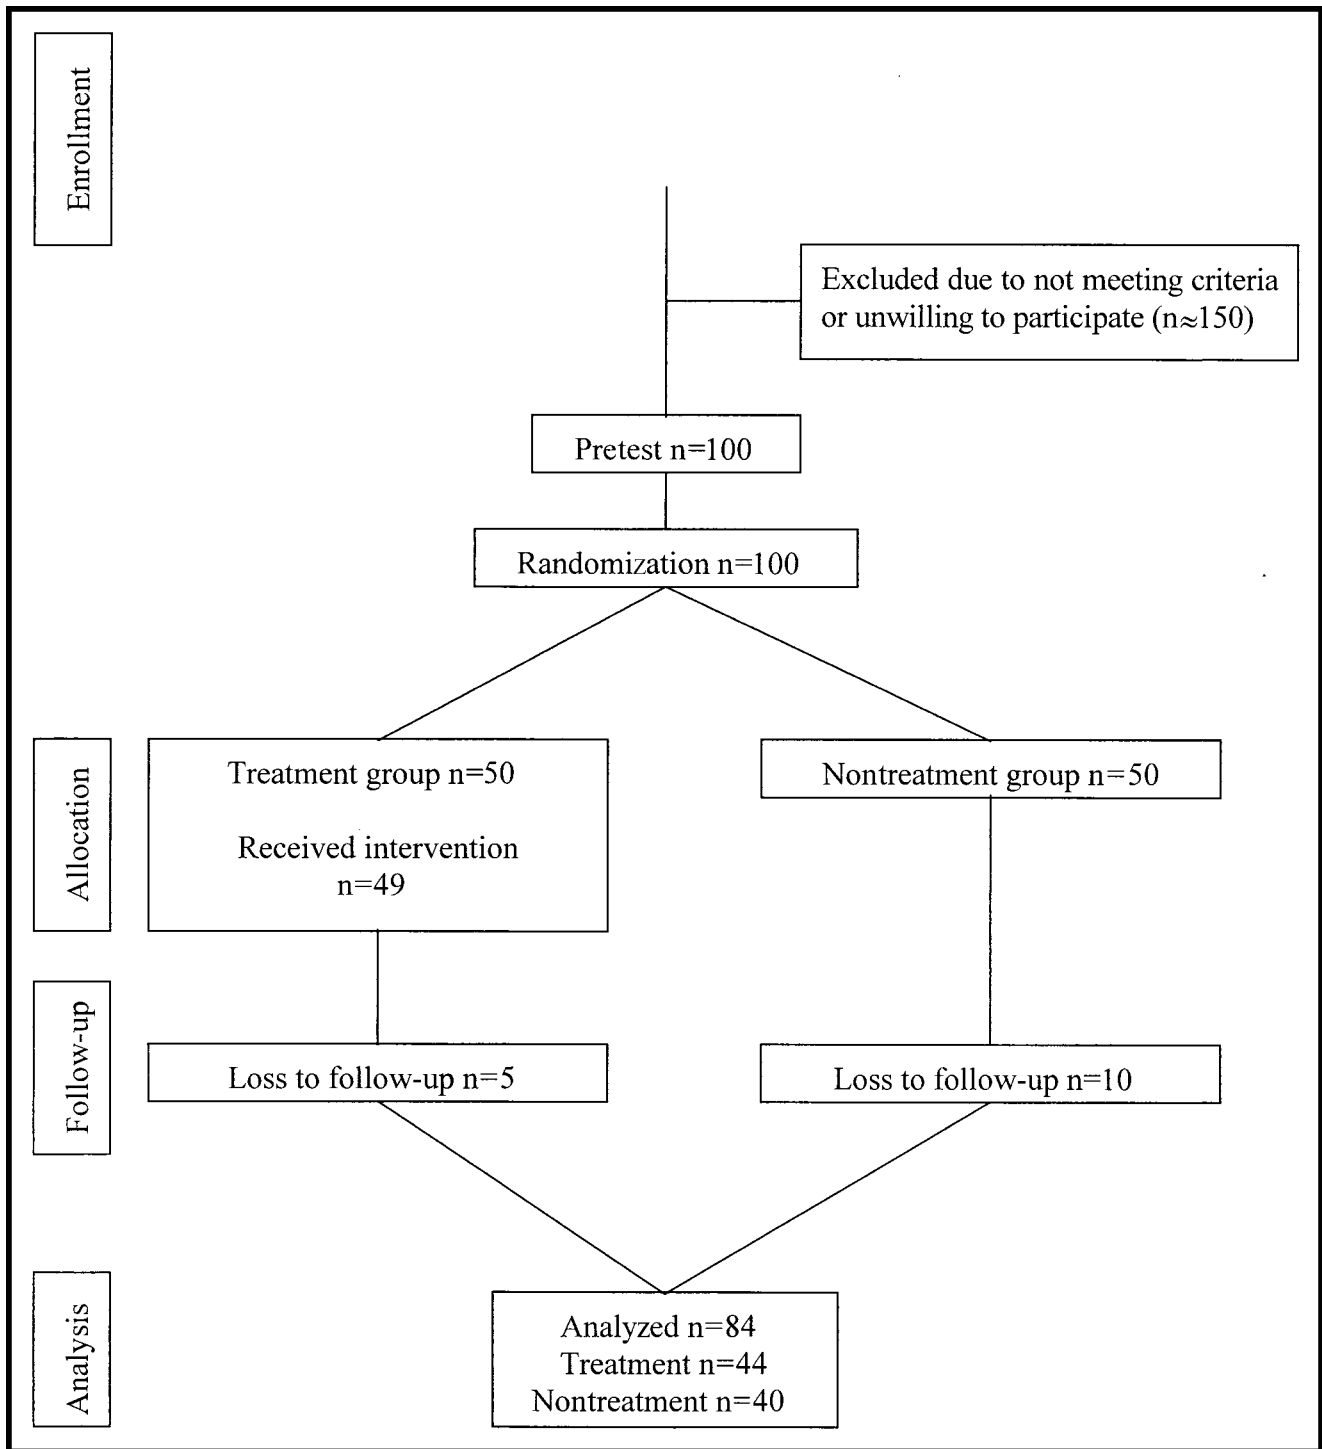 Enrollment
Excluded due to not meeting criteria
or unwilling to participate (n≈150)
Pretest n=100
Randomization n=100
Allocation
Treatment group n=50
Received intervention
n=49
Nontreatment group n=50
Follow-up
Loss to follow-up n=5
Loss to follow-up n=10
Analysis
Analyzed n=84
Treatment n=44
Nontreatment n=40